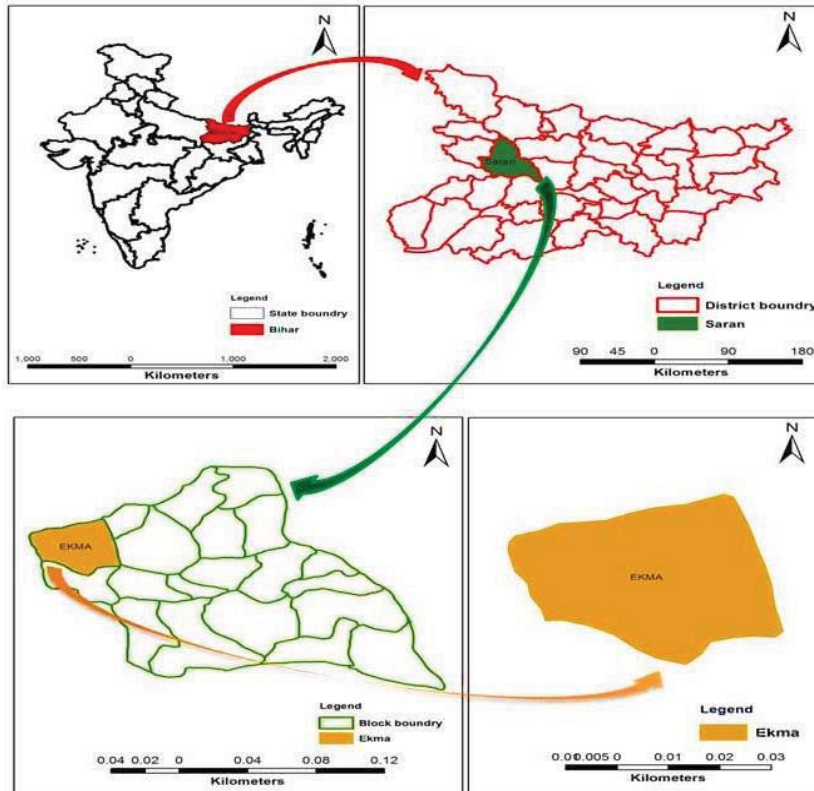 N
Legend
State boundry
Bihar
1,000 500 0 1,000 2,000
Kilometers
N
Saran
Legend
District boundry
Saran
90 45 0 90 180
Kilometers
N
EKMA
Legend
Block boundry
Ekma
0.04 0.02 0 0.04 0.08 0.12
Kilometers
N
EKMA
Legend
Ekma
0.01 0.005 0 0.01 0.02 0.03
Kilometers